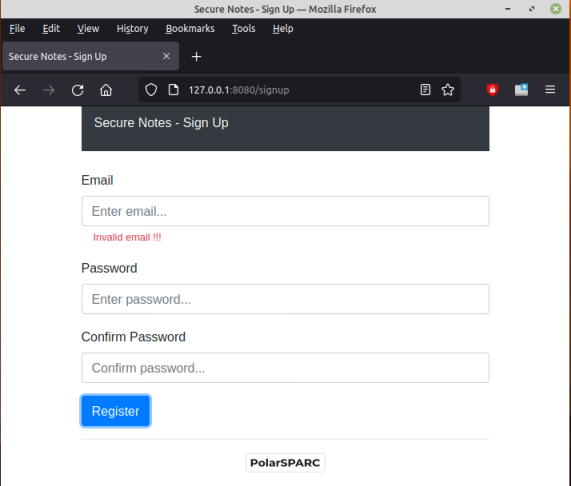 Secure Notes - Sign Up — Mozilla Firefox
File Edit View History Bookmarks Tools Help
Secure Notes - Sign Up
127.0.0.1:8080/signup
Secure Notes - Sign Up
Email
Enter email...
Invalid email !!!
Password
Enter password...
Confirm Password
Confirm password...
Register
PolarSPARC